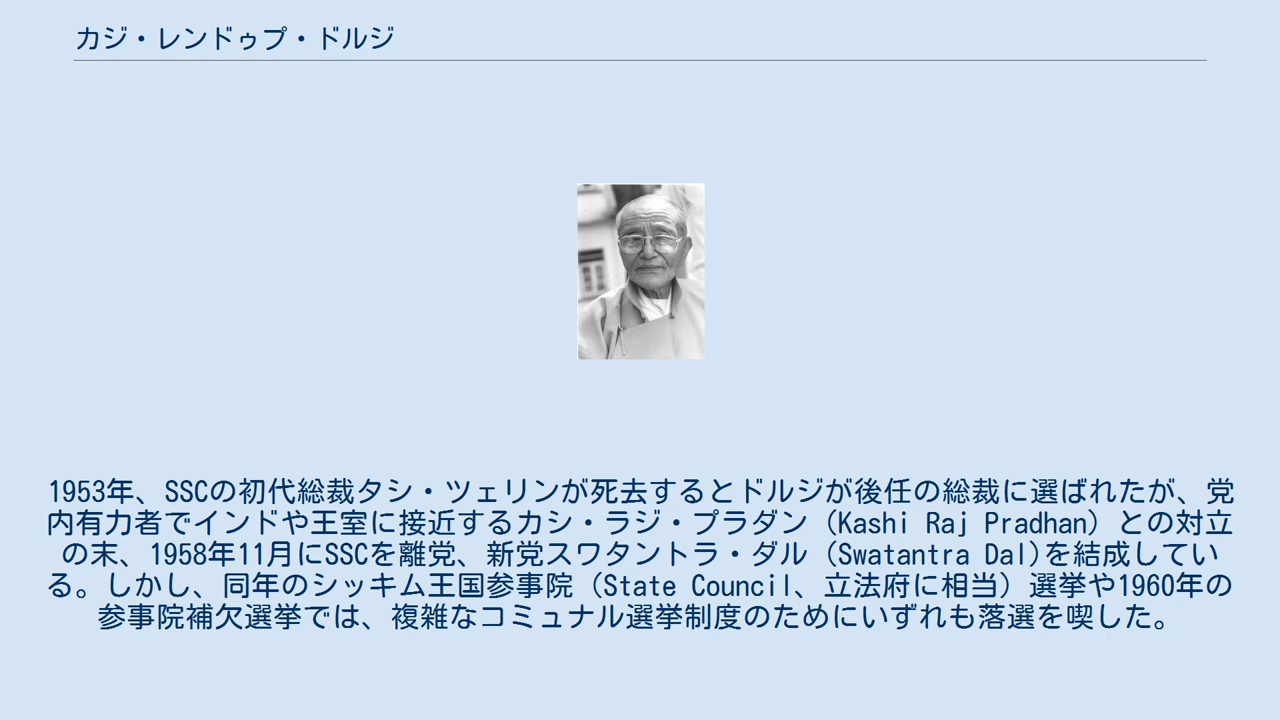 カジ・レンドゥプ・ドルジ
1953年、SSCの初代総裁タシ・ツェリンが死去するとドルジが後任の総裁に選ばれたが、党
内有力者でインドや王室に接近するカシ・ラジ・プラダン（Kashi Raj Pradhan）との対立
の末、1958年11月にSSCを離党、新党スワタントラ・ダル（Swatantra Dal)を結成してい
る。しかし、同年のシッキム王国参事院（State Council、立法府に相当）選挙や1960年の
参事院補欠選挙では、複雑なコミュナル選挙制度のためにいずれも落選を喫した。